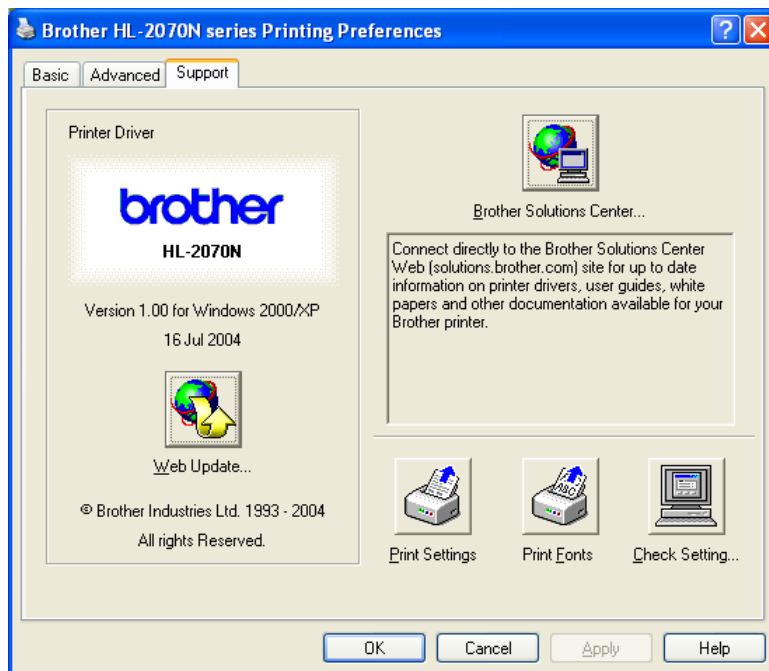 Brother HL-2070N series Printing Preferences
Basic
Advanced
Support
Printer Driver
brother
HL-2070N
Version 1.00 for Windows 2000/XP
16 Jul 2004
Web Update...
© Brother Industries Ltd. 1993 - 2004
All rights Reserved.
Brother Solutions Center...
Connect directly to the Brother Solutions Center
Web (solutions.brother.com) site for up to date
information on printer drivers, user guides, white
papers and other documentation available for your
Brother printer.
Print Settings
ABC
Print Fonts
Check Setting...
OK
Cancel
Apply
Help